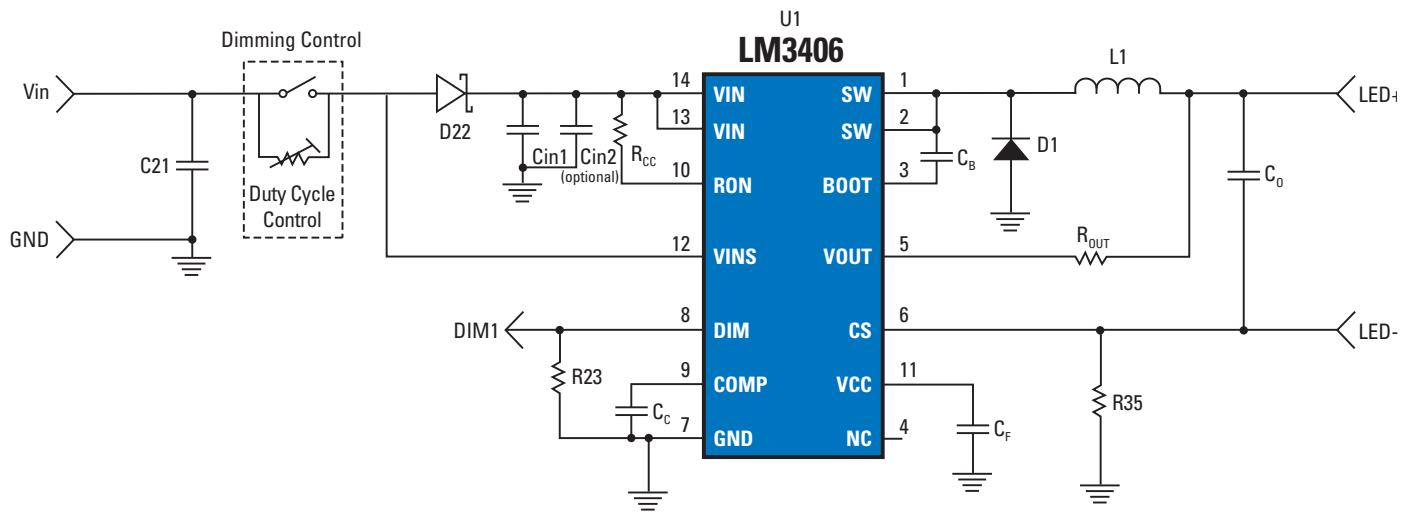 U1
LM3406
Dimming Control
Vin
GND
C21
Duty Cycle
Control
D22
Cin1
Cin2
(optional)
RCC
14
VIN
13
VIN
10
RON
12
VINS
8
DIM
9
COMP
7
GND
SW
1
SW
2
BOOT
3
VOUT
5
CS
6
VCC
11
NC
4
DIM1
R23
CC
CB
D1
L1
ROUT
CO
CF
R35
LED+
LED-